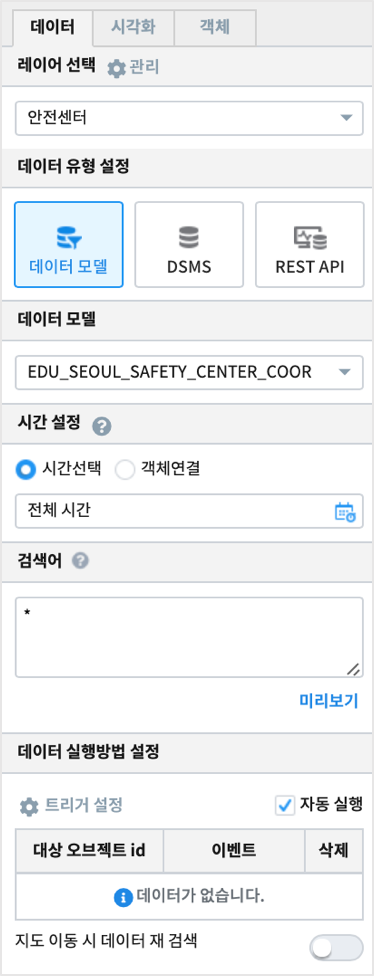 데이터 시각화 객체
레이어 선택 관리
안전센터
데이터 유형 설정
데이터 모델 DSMS REST API
데이터 모델
EDU_SEOUL_SAFETY_CENTER_COOR
시간 설정 ?
시간선택 객체연결
전체 시간
검색어 ?
*
미리보기
데이터 실행방법 설정
트리거 설정 자동 실행
대상 오브젝트 id 이벤트 삭제
데이터가 없습니다.
지도 이동 시 데이터 재 검색